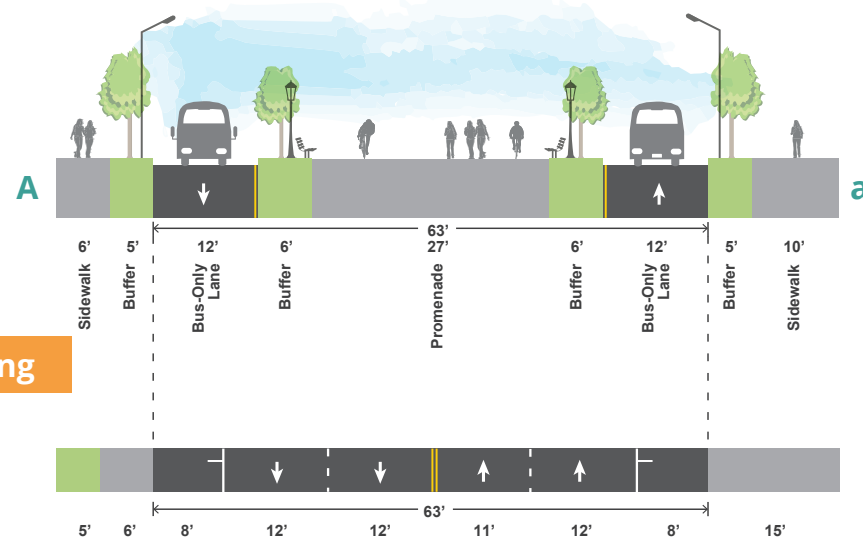 A
a
63’
6’ 5’ 12’ 6’ 27’ 6’ 12’ 5’ 10’
Sidewalk
Buffer
Bus-Only
Lane
Buffer
Promenade
Buffer
Bus-Only
Lane
Buffer
Sidewalk
ng
63’
5’ 6’ 8’ 12’ 12’ 11’ 12’ 8’ 15’